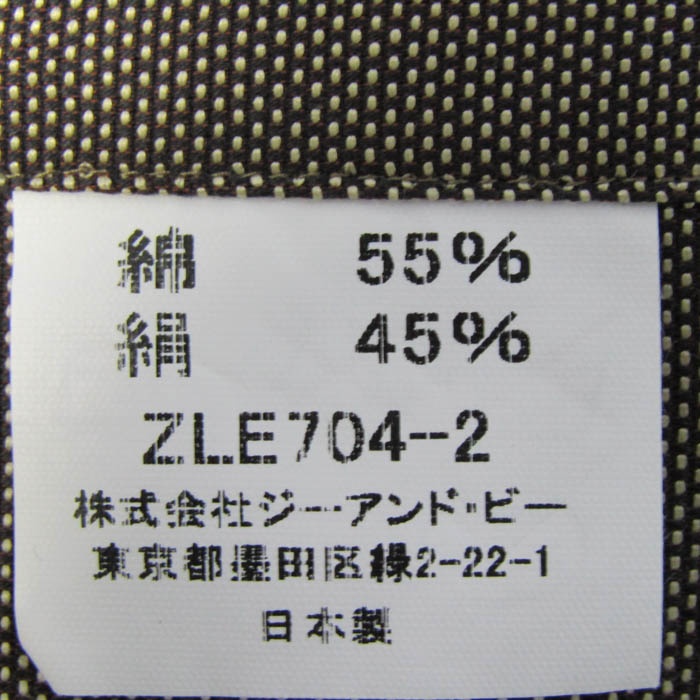 綿 55%
絹 45%
ZLE704-2
株式会社ジー・アンド・ビー
東京都墨田区緑2-22-1
日本製